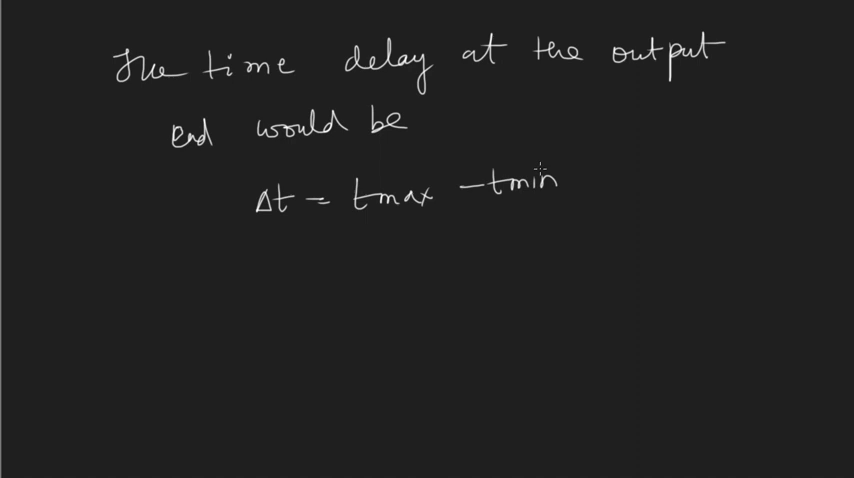 The time delay at the output
end would be
Δt = tmax - tmin